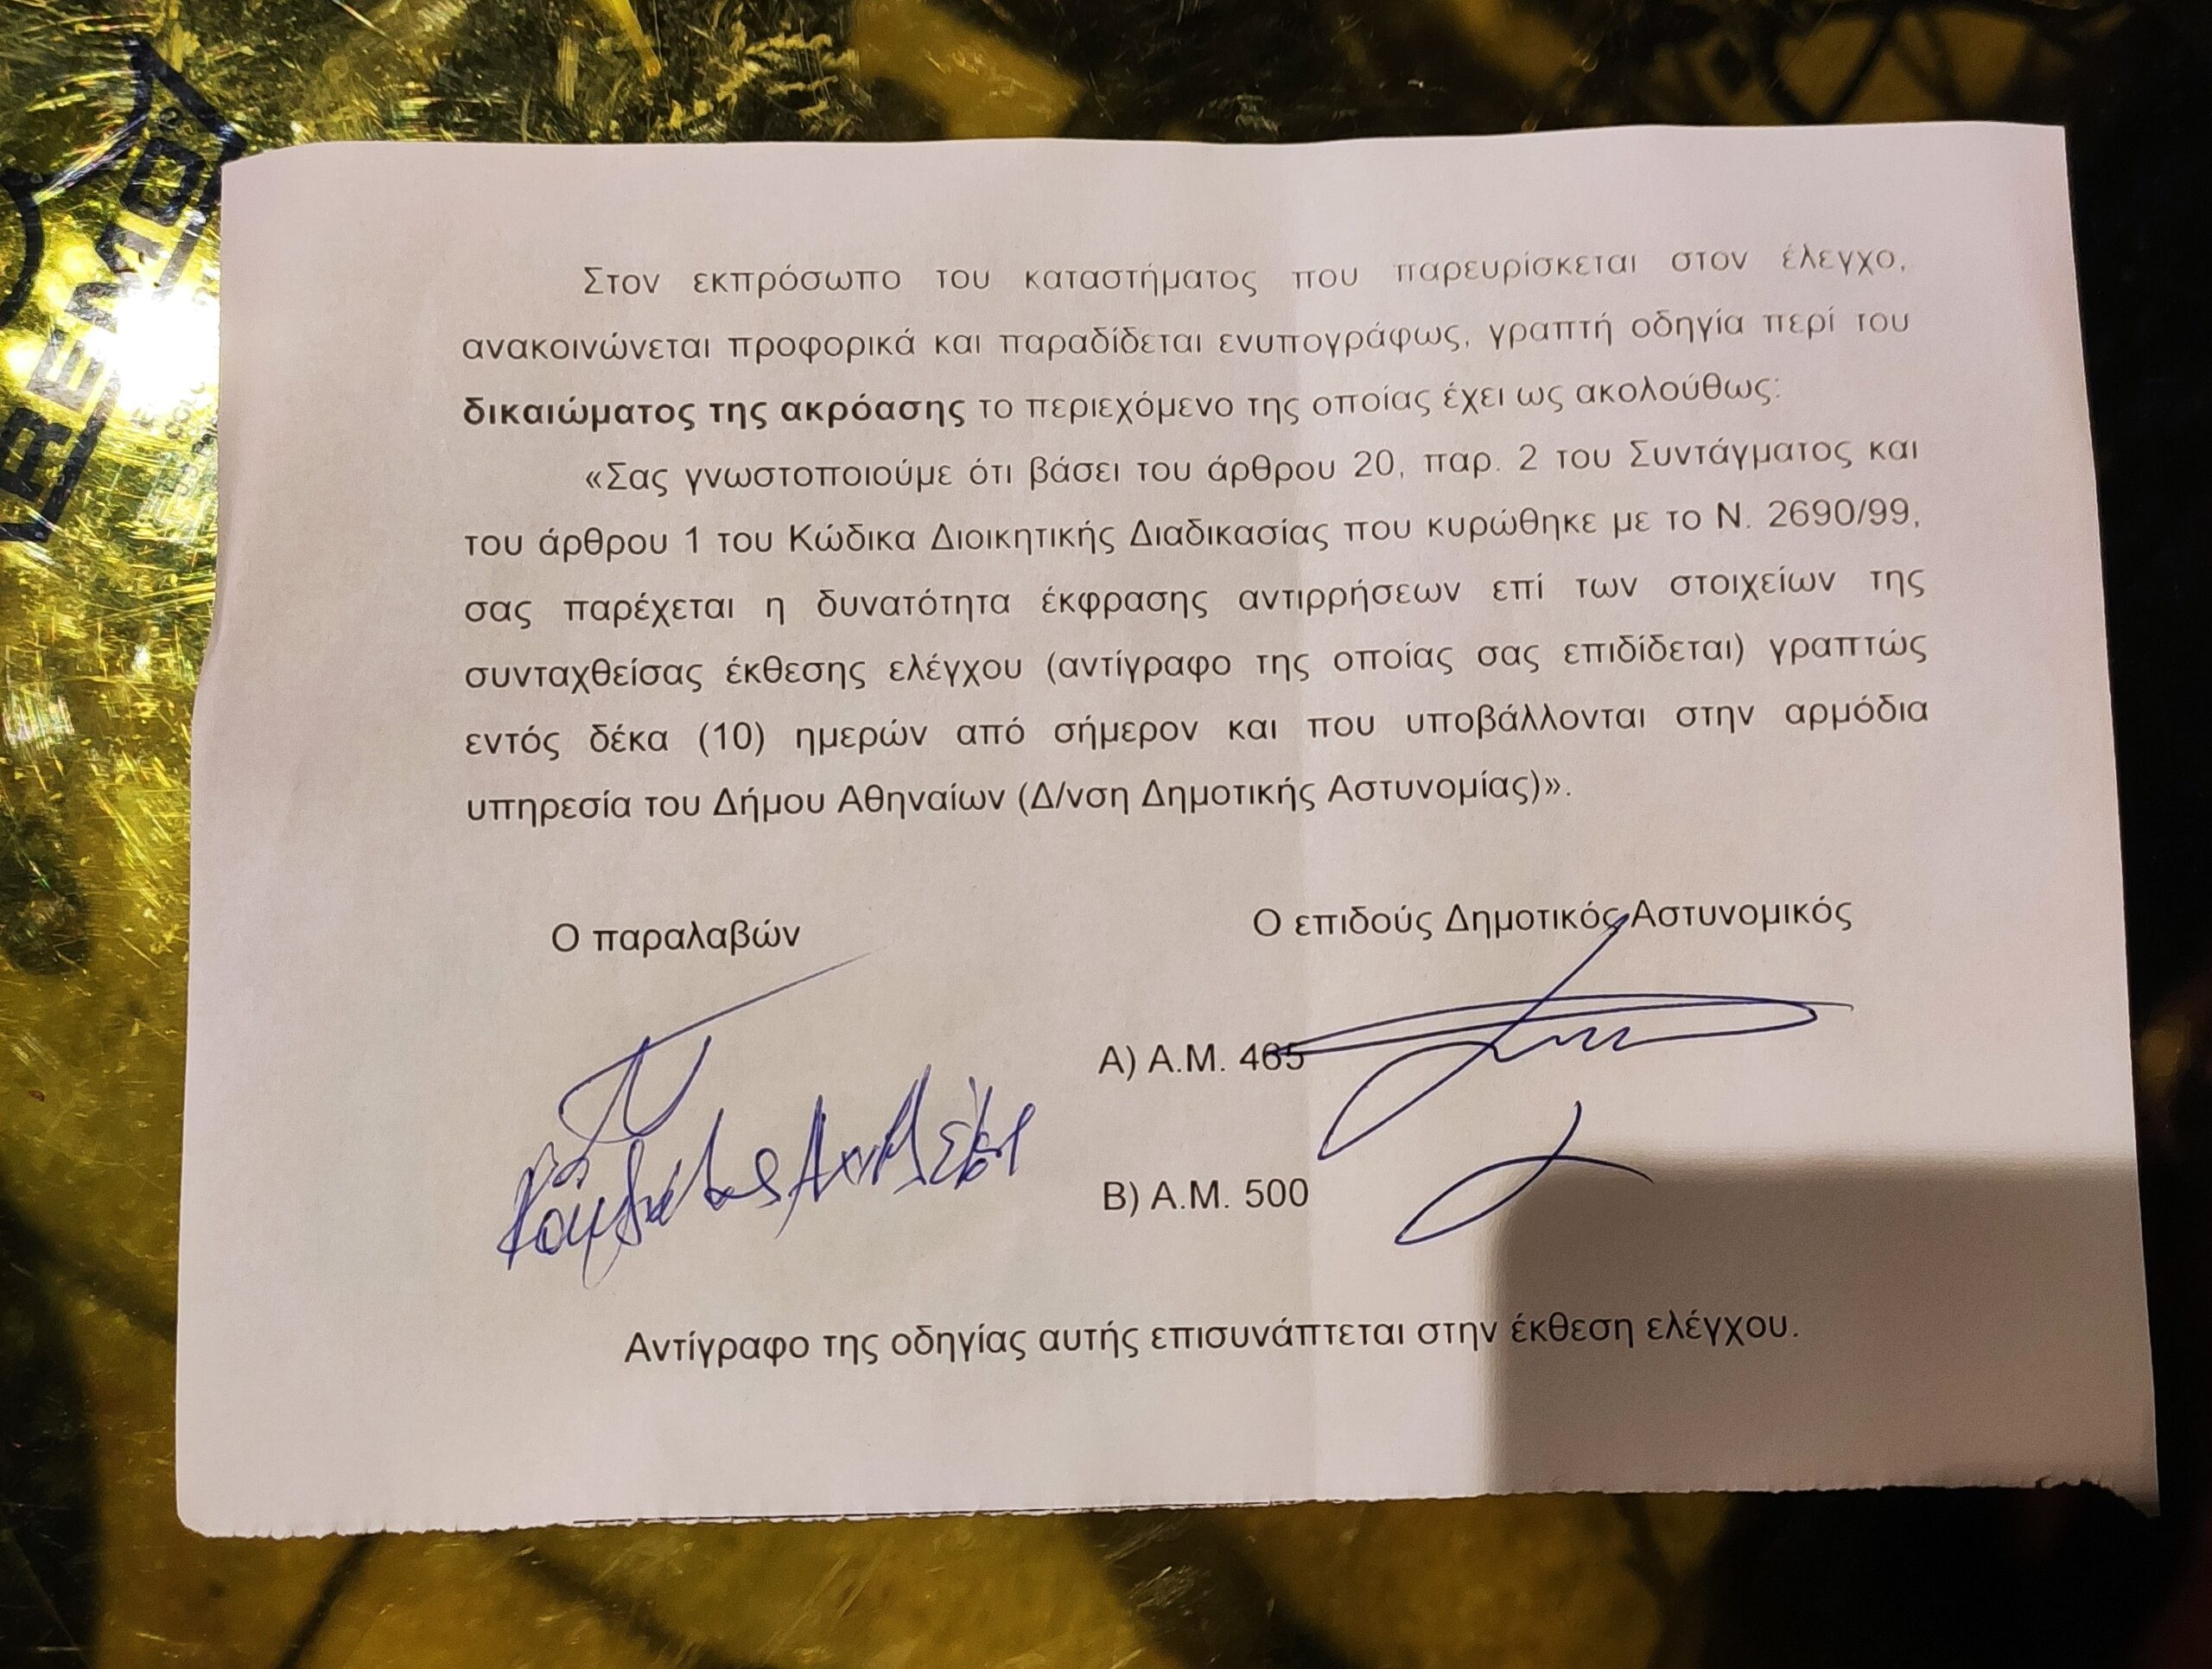 REMO
Στον εκπρόσωπο του καταστήματος που παρευρίσκεται στον έλεγχο,
ανακοινώνεται προφορικά και παραδίδεται ενυπογράφως, γραπτή οδηγία περί του
δικαιώματος της ακρόασης το περιεχόμενο της οποίας έχει ως ακολούθως:
«Σας γνωστοποιούμε ότι βάσει του άρθρου 20, παρ. 2 του Συντάγματος και
του άρθρου 1 του Κώδικα Διοικητικής Διαδικασίας που κυρώθηκε με το Ν. 2690/99,
σας παρέχεται η δυνατότητα έκφρασης αντιρρήσεων επί των στοιχείων της
συνταχθείσας έκθεσης ελέγχου (αντίγραφο της οποίας σας επιδίδεται) γραπτώς
εντός δέκα (10) ημερών από σήμερον και που υποβάλλονται στην αρμόδια
υπηρεσία του Δήμου Αθηναίων (Δ/νση Δημοτικής Αστυνομίας)».
Ο παραλαβών
Ο επιδούς Δημοτικός Αστυνομικός
Α) Α.Μ. 465
Β) Α.Μ. 500
Αντίγραφο της οδηγίας αυτής επισυνάπτεται στην έκθεση ελέγχου.